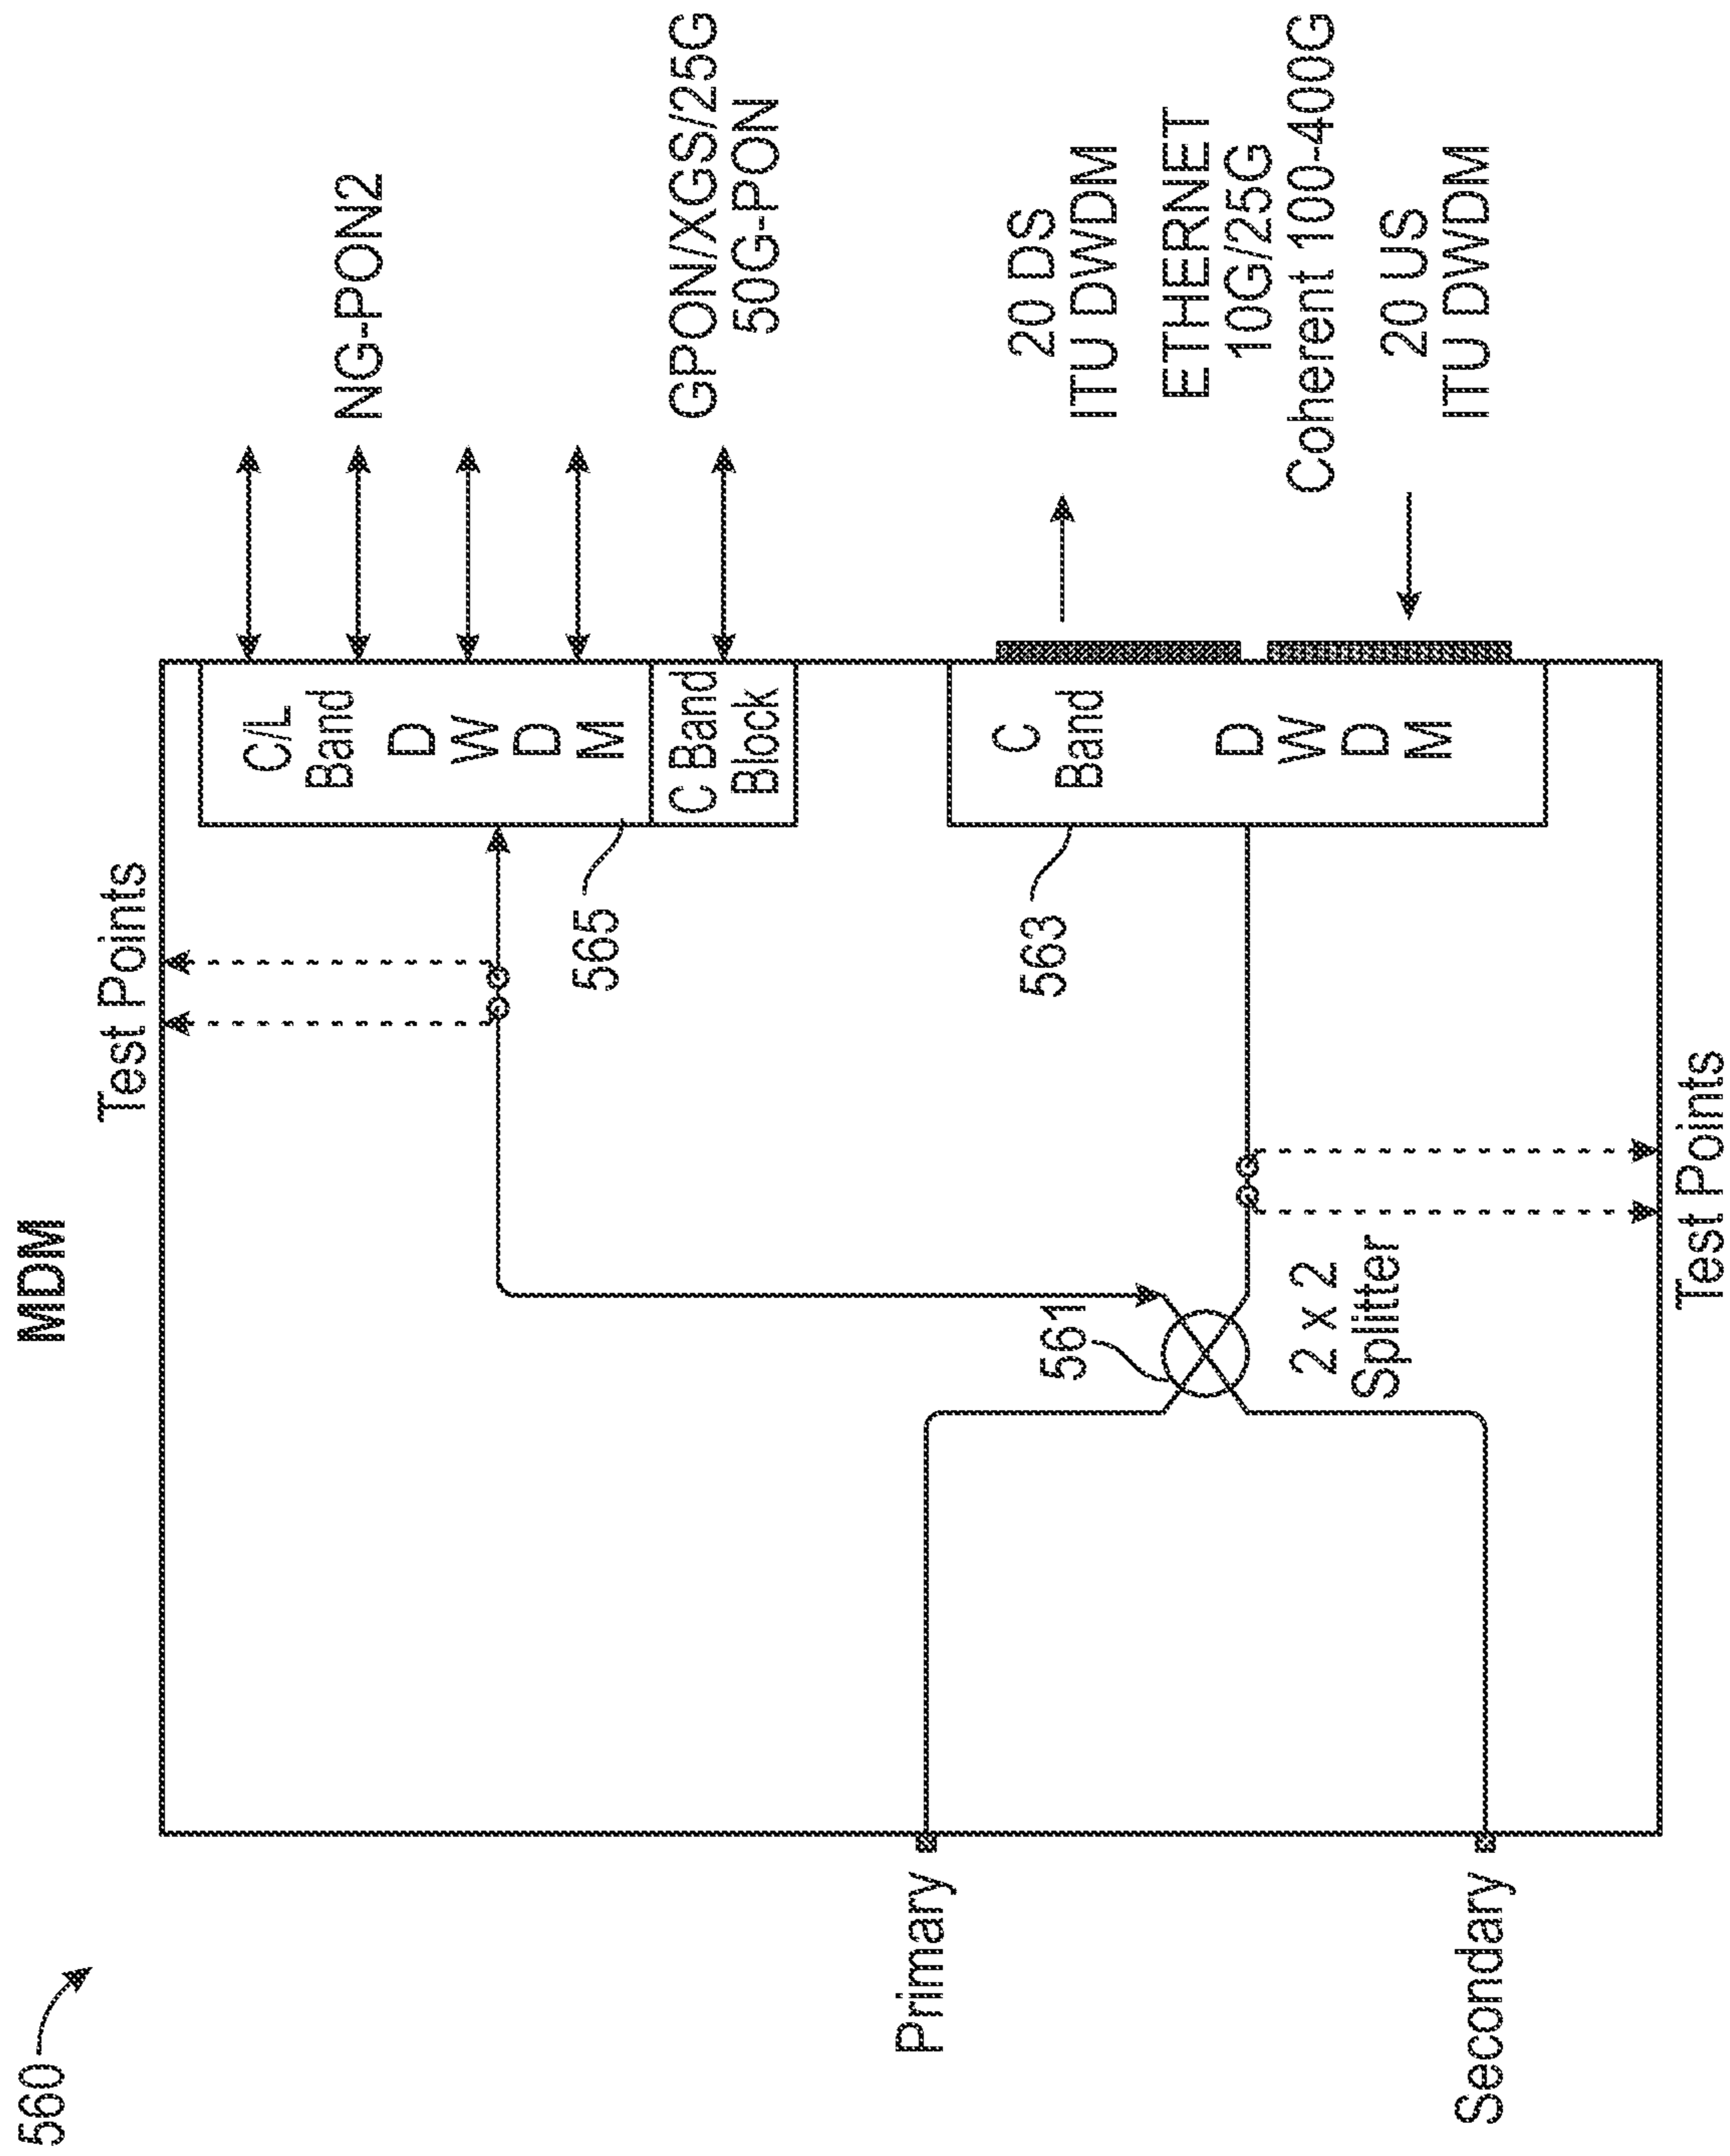 560
MDM
Test Points
C/L
Band
D
W
D
M
C Band
Block
NG-PON2
GPON/XGS/25G
50G-PON
565
Primary
561
2 x 2
Splitter
Secondary
563
C
Band
D
W
D
M
20 DS
ITU DWDM
ETHERNET
10G/25G
Coherent 100-400G
20 US
ITU DWDM
Test Points